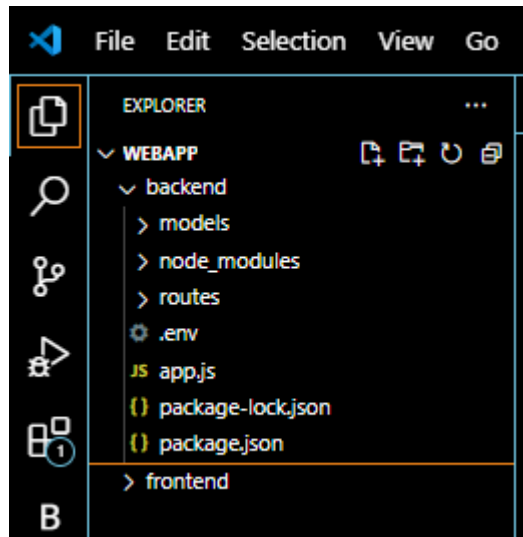 File Edit Selection View Go
EXPLORER
WEBAPP
backend
models
node_modules
routes
.env
JS app.js
{} package-lock.json
{} package.json
frontend
1
B